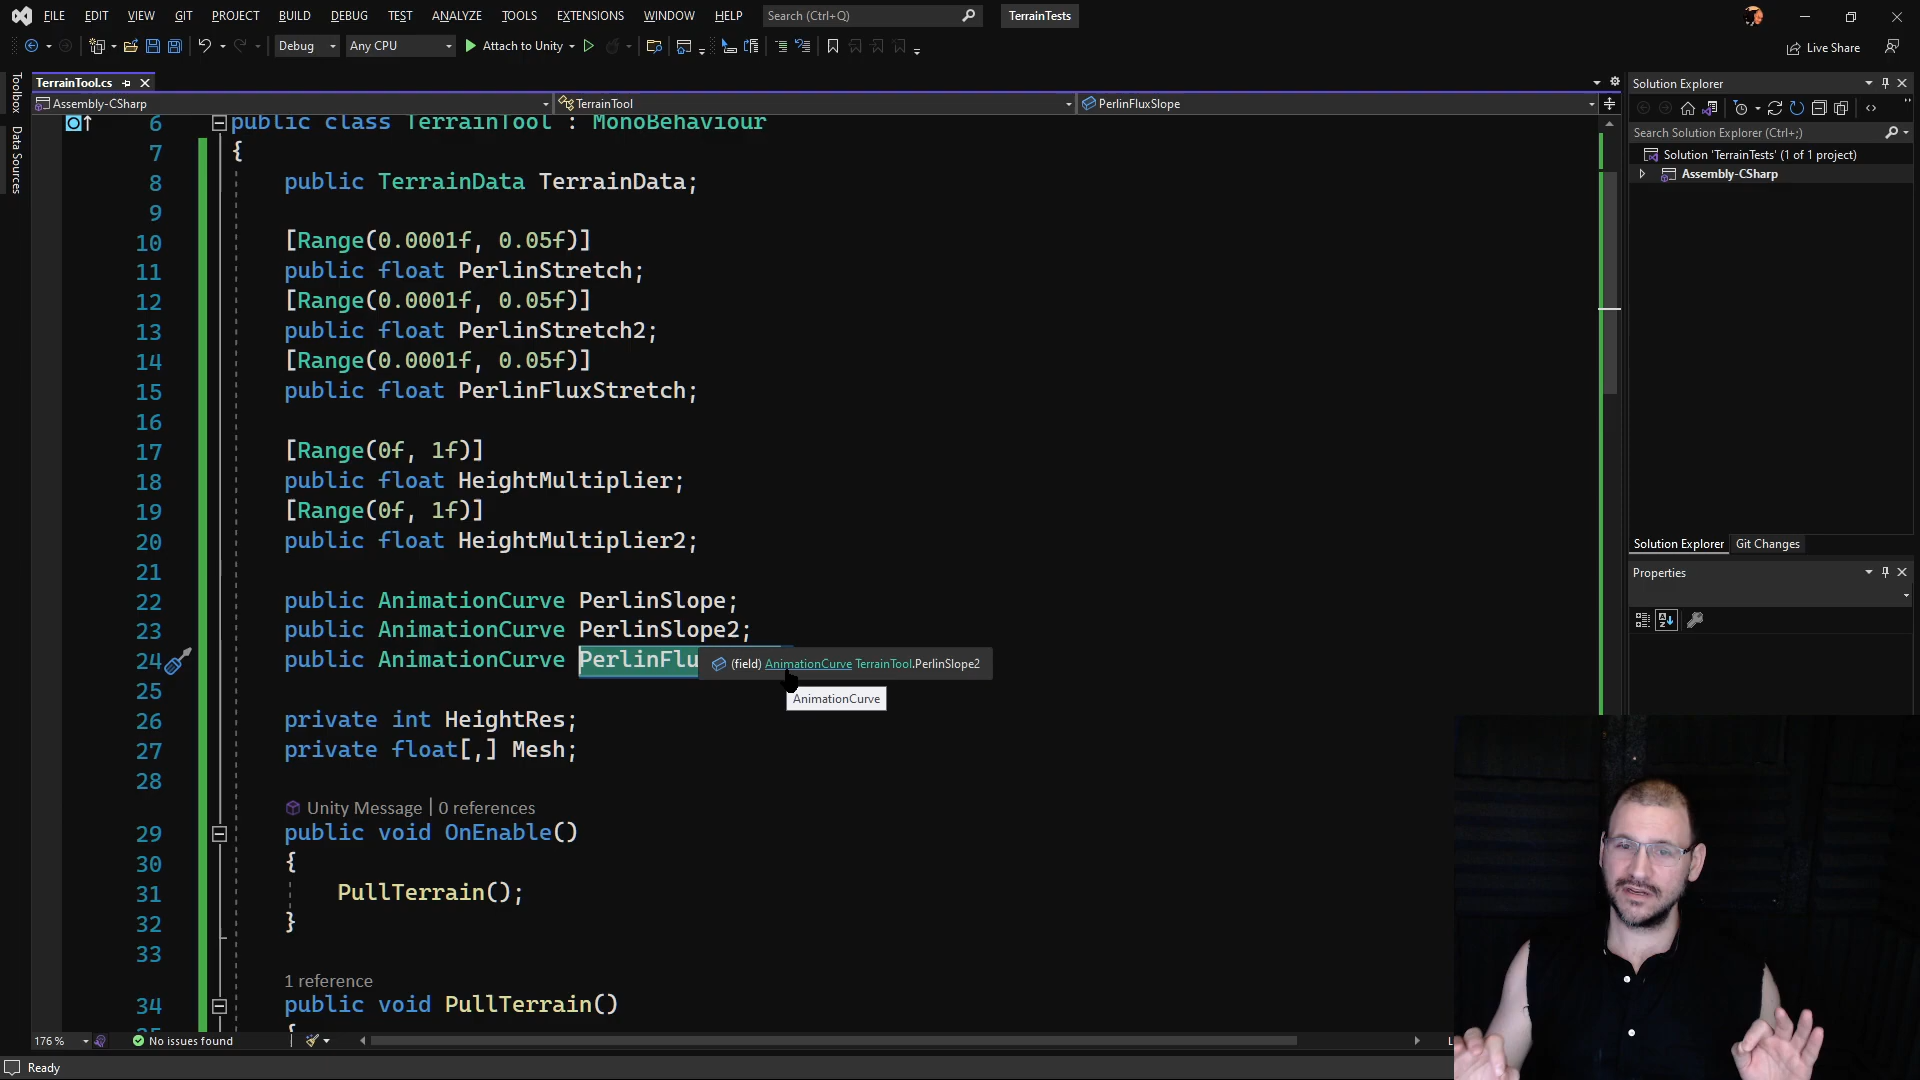 FILE EDIT VIEW GIT PROJECT BUILD DEBUG TEST ANALYZE TOOLS EXTENSIONS WINDOW HELP Search (Ctrl+Q) TerrainTests
Debug Any CPU Attach to Unity Live Share
Toolbox
Data Sources
TerrainTool.cs
Assembly-CSharp TerrainTool PerlinFluxSlope
6 public class TerrainTool : MonoBehaviour
7 {
8 public TerrainData TerrainData;
9
10 [Range(0.0001f, 0.05f)]
11 public float PerlinStretch;
12 [Range(0.0001f, 0.05f)]
13 public float PerlinStretch2;
14 [Range(0.0001f, 0.05f)]
15 public float PerlinFluxStretch;
16
17 [Range(0f, 1f)]
18 public float HeightMultiplier;
19 [Range(0f, 1f)]
20 public float HeightMultiplier2;
21
22 public AnimationCurve PerlinSlope;
23 public AnimationCurve PerlinSlope2;
24 public AnimationCurve PerlinFlu
(field) AnimationCurve TerrainTool.PerlinSlope2
AnimationCurve
25
26 private int HeightRes;
27 private float[,] Mesh;
28
Unity Message | 0 references
29 public void OnEnable()
30 {
31 PullTerrain();
32 }
33
1 reference
34 public void PullTerrain()
{
176 % No issues found
Ready
Solution Explorer
Search Solution Explorer (Ctrl+;)
Solution 'TerrainTests' (1 of 1 project)
Assembly-CSharp
Solution Explorer Git Changes
Properties